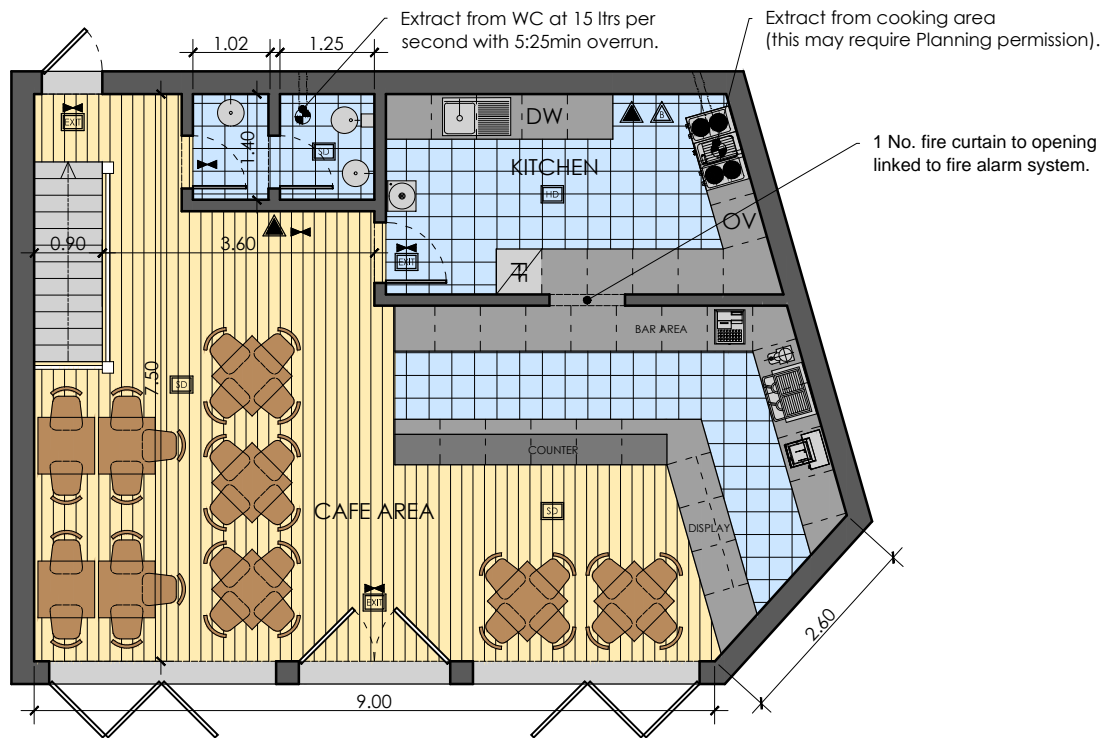 Extract from WC at 15 ltrs per
second with 5:25min overrun.
Extract from cooking area
(this may require Planning permission).
1 No. fire curtain to opening
linked to fire alarm system.
1.02
1.25
EXIT
1.40
SD
DW
B
KITCHEN
HD
OV
0.90
3.60
EXIT
BAR AREA
7.50
SD
COUNTER
CAFE AREA
SD
DISPLAY
EXIT
2.60
9.00